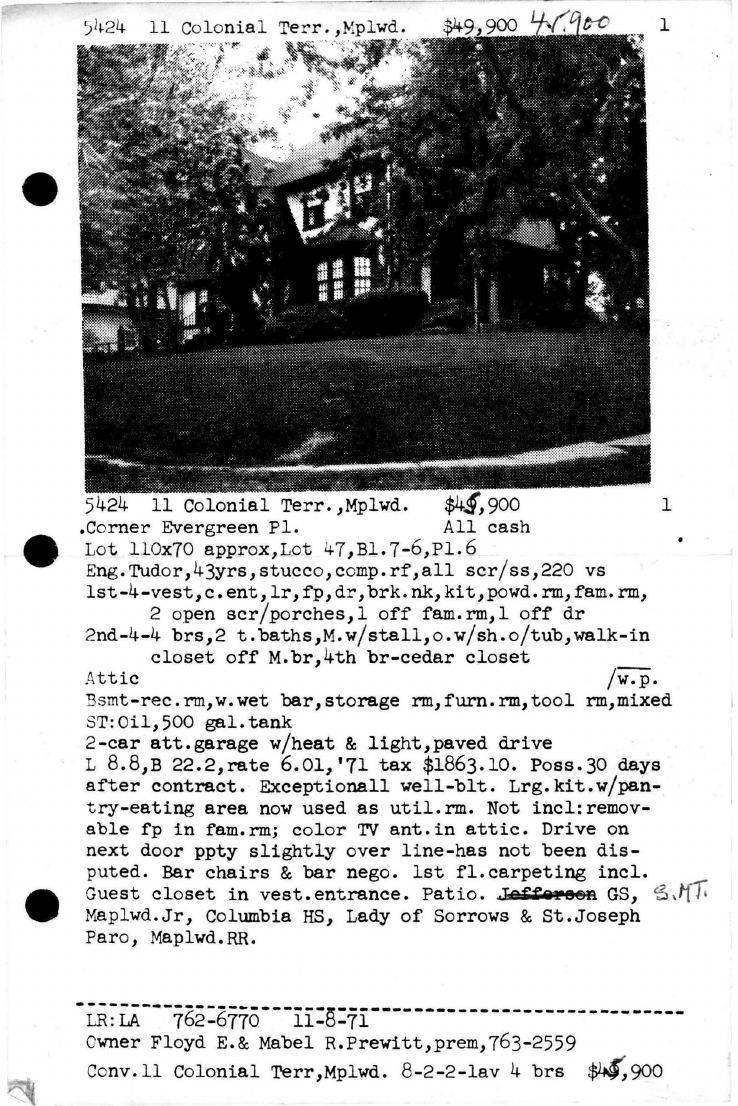 5424 11 Colonial Terr.,Mplwd. $49,900 45,900 1
5424 11 Colonial Terr.,Mplwd. $45,900 1
.Corner Evergreen Pl. All cash
Lot 110x70 approx,Lot 47,Bl.7-6,Pl.6
Eng.Tudor,43yrs,stucco,comp.rf,all scr/ss,220 vs
1st-4-vest,c.ent,lr,fp,dr,brk.nk,kit,powd.rm,fam.rm,
2 open scr/porches,1 off fam.rm,1 off dr
2nd-4-4 brs,2 t.baths,M.w/stall,o.w/sh.o/tub,walk-in
closet off M.br,4th br-cedar closet
Attic /w.p.
Bsmt-rec.rm,w.wet bar,storage rm,furn.rm,tool rm,mixed
ST:Oil,500 gal.tank
2-car att.garage w/heat & light,paved drive
L 8.8,B 22.2,rate 6.01,'71 tax $1863.10. Poss.30 days
after contract. Exceptionall well-blt. Lrg.kit.w/pan-
try-eating area now used as util.rm. Not incl:remov-
able fp in fam.rm; color TV ant.in attic. Drive on
next door ppty slightly over line-has not been dis-
puted. Bar chairs & bar nego. 1st fl.carpeting incl.
Guest closet in vest.entrance. Patio. Jefferson GS, S.MT.
Maplwd.Jr, Columbia HS, Lady of Sorrows & St.Joseph
Paro, Maplwd.RR.
LR:LA 762-6770 11-8-71
Owner Floyd E.& Mabel R.Prewitt,prem,763-2559
Conv.11 Colonial Terr,Mplwd. 8-2-2-lav 4 brs $45,900